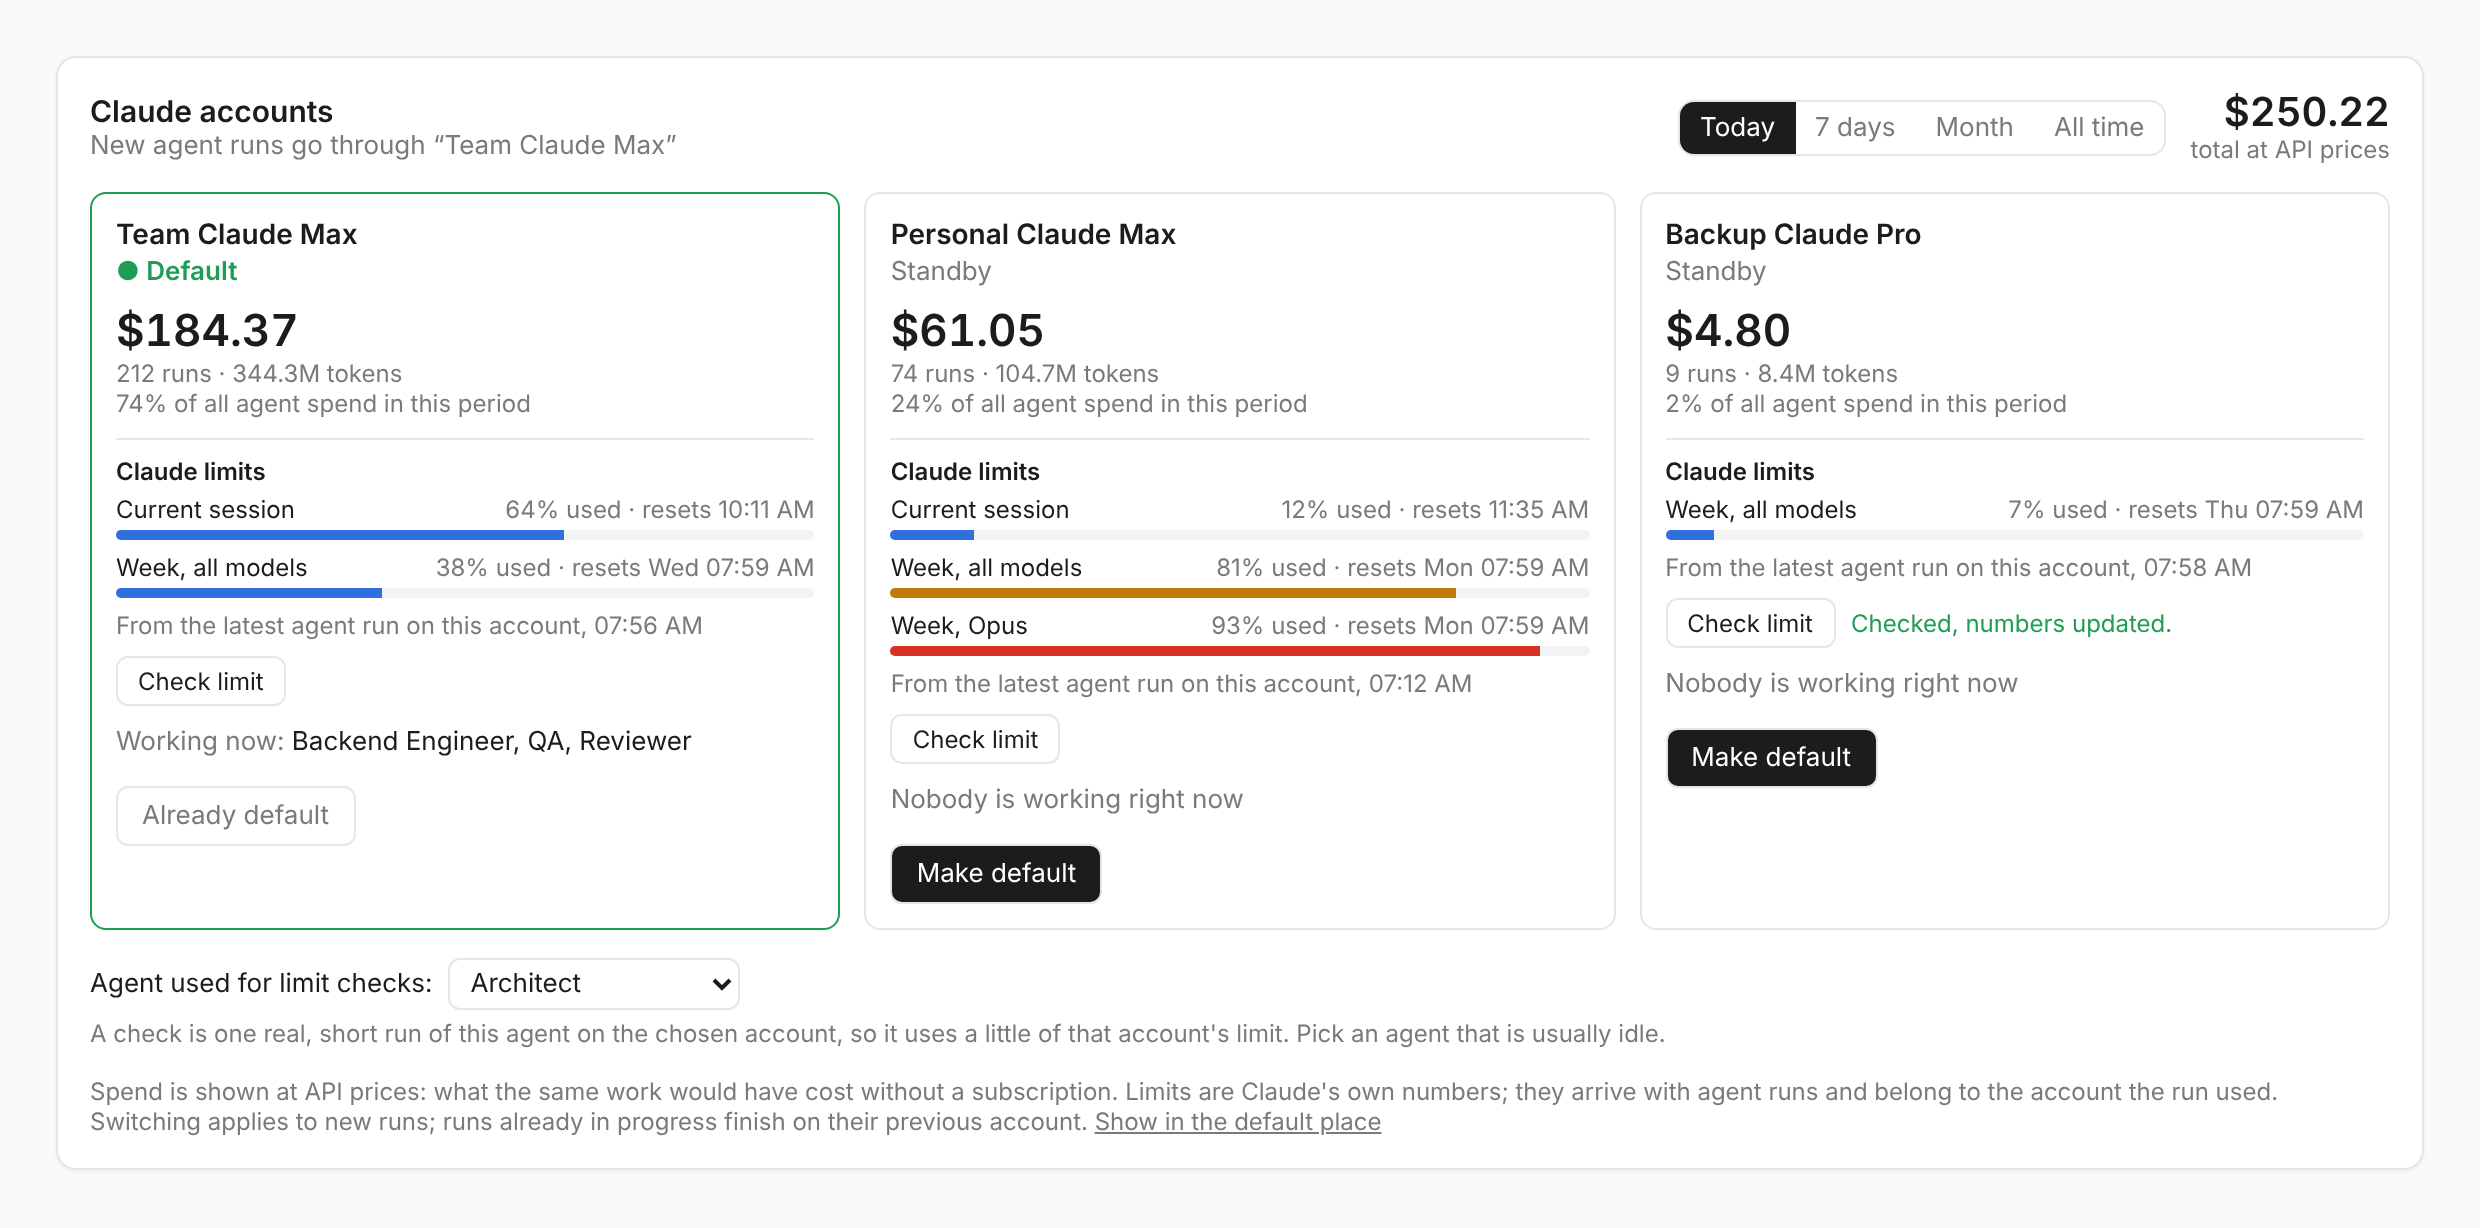 Claude accounts
New agent runs go through “Team Claude Max”
Today 7 days Month All time
$250.22
total at API prices
Team Claude Max
Default
$184.37
212 runs · 344.3M tokens
74% of all agent spend in this period
Claude limits
Current session 64% used · resets 10:11 AM
Week, all models 38% used · resets Wed 07:59 AM
From the latest agent run on this account, 07:56 AM
Check limit
Working now: Backend Engineer, QA, Reviewer
Already default
Personal Claude Max
Standby
$61.05
74 runs · 104.7M tokens
24% of all agent spend in this period
Claude limits
Current session 12% used · resets 11:35 AM
Week, all models 81% used · resets Mon 07:59 AM
Week, Opus 93% used · resets Mon 07:59 AM
From the latest agent run on this account, 07:12 AM
Check limit
Nobody is working right now
Make default
Backup Claude Pro
Standby
$4.80
9 runs · 8.4M tokens
2% of all agent spend in this period
Claude limits
Week, all models 7% used · resets Thu 07:59 AM
From the latest agent run on this account, 07:58 AM
Check limit Checked, numbers updated.
Nobody is working right now
Make default
Agent used for limit checks: Architect
A check is one real, short run of this agent on the chosen account, so it uses a little of that account's limit. Pick an agent that is usually idle.
Spend is shown at API prices: what the same work would have cost without a subscription. Limits are Claude's own numbers; they arrive with agent runs and belong to the account the run used.
Switching applies to new runs; runs already in progress finish on their previous account. Show in the default place